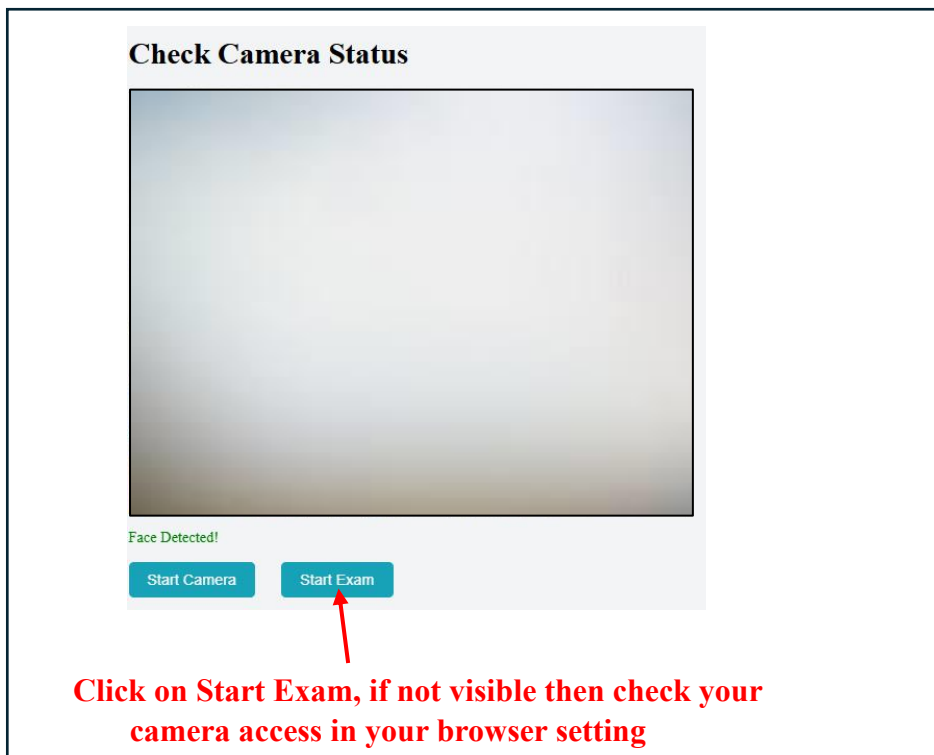 Check Camera Status
Face Detected!
Start Camera Start Exam
Click on Start Exam, if not visible then check your
camera access in your browser setting